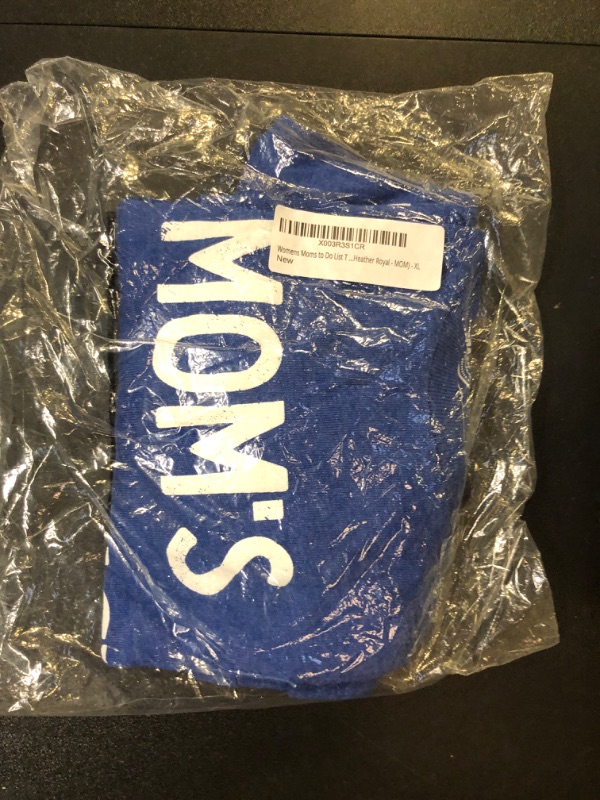 X003R3S1CR
Womens Moms to Do List T ...Heather Royal - MOM) - XL
New
MOM'S